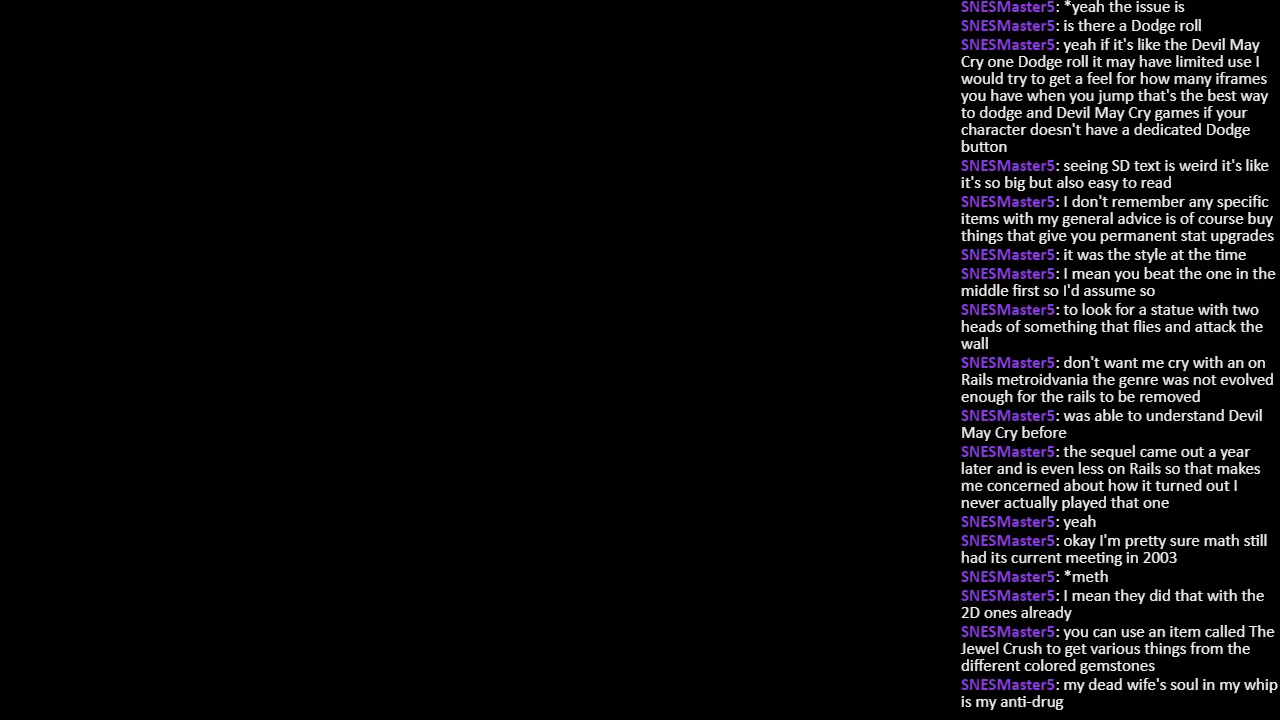 SNESMaster5: *yeah the issue is
SNESMaster5: is there a Dodge roll
SNESMaster5: yeah if it's like the Devil May
Cry one Dodge roll it may have limited use I
would try to get a feel for how many iframes
you have when you jump that's the best way
to dodge and Devil May Cry games if your
character doesn't have a dedicated Dodge
button
SNESMaster5: seeing SD text is weird it's like
it's so big but also easy to read
SNESMaster5: I don't remember any specific
items with my general advice is of course buy
things that give you permanent stat upgrades
SNESMaster5: it was the style at the time
SNESMaster5: I mean you beat the one in the
middle first so I'd assume so
SNESMaster5: to look for a statue with two
heads of something that flies and attack the
wall
SNESMaster5: don't want me cry with an on
Rails metroidvania the genre was not evolved
enough for the rails to be removed
SNESMaster5: was able to understand Devil
May Cry before
SNESMaster5: the sequel came out a year
later and is even less on Rails so that makes
me concerned about how it turned out I
never actually played that one
SNESMaster5: yeah
SNESMaster5: okay I'm pretty sure math still
had its current meeting in 2003
SNESMaster5: *meth
SNESMaster5: I mean they did that with the
2D ones already
SNESMaster5: you can use an item called The
Jewel Crush to get various things from the
different colored gemstones
SNESMaster5: my dead wife's soul in my whip
is my anti-drug